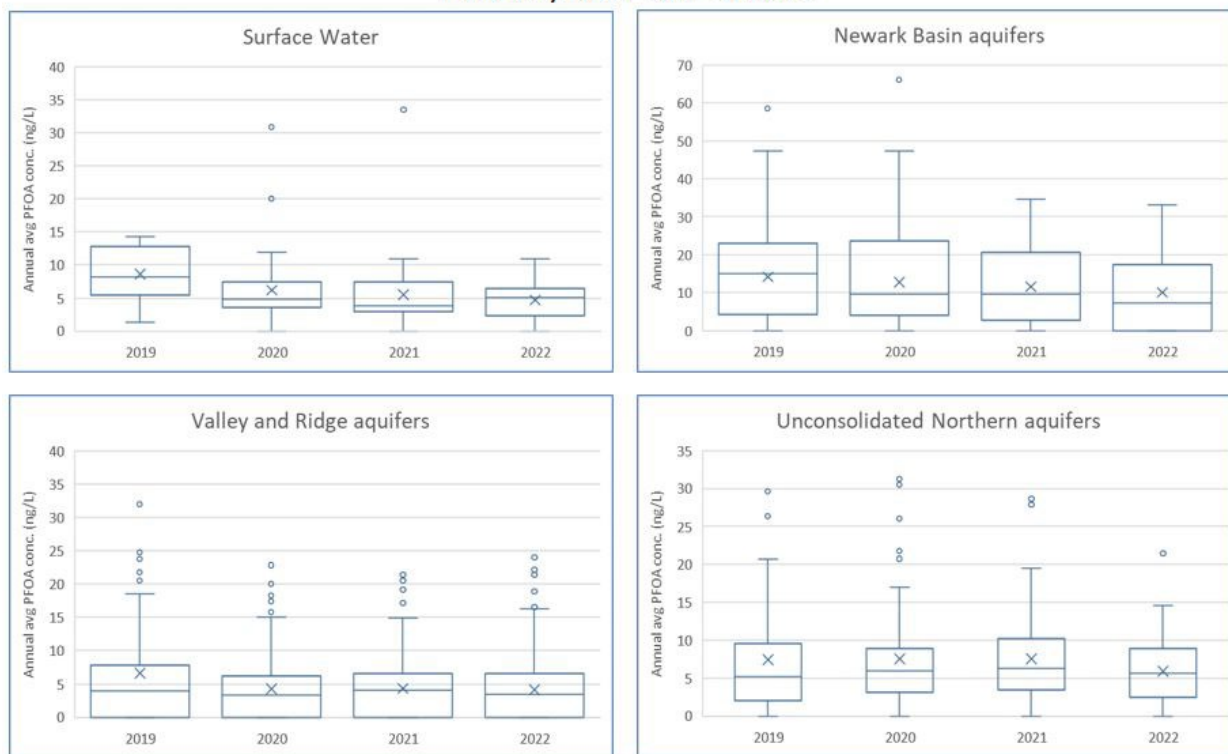 Surface Water
Annual avg PFOA conc. (ng/L)
40
35
30
25
20
15
10
5
0
2019 2020 2021 2022
Newark Basin aquifers
Annual avg PFOA conc. (ng/L)
70
60
50
40
30
20
10
0
2019 2020 2021 2022
Valley and Ridge aquifers
Annual avg PFOA conc. (ng/L)
40
35
30
25
20
15
10
5
0
2019 2020 2021 2022
Unconsolidated Northern aquifers
Annual avg PFOA conc. (ng/L)
35
30
25
20
15
10
5
0
2019 2020 2021 2022